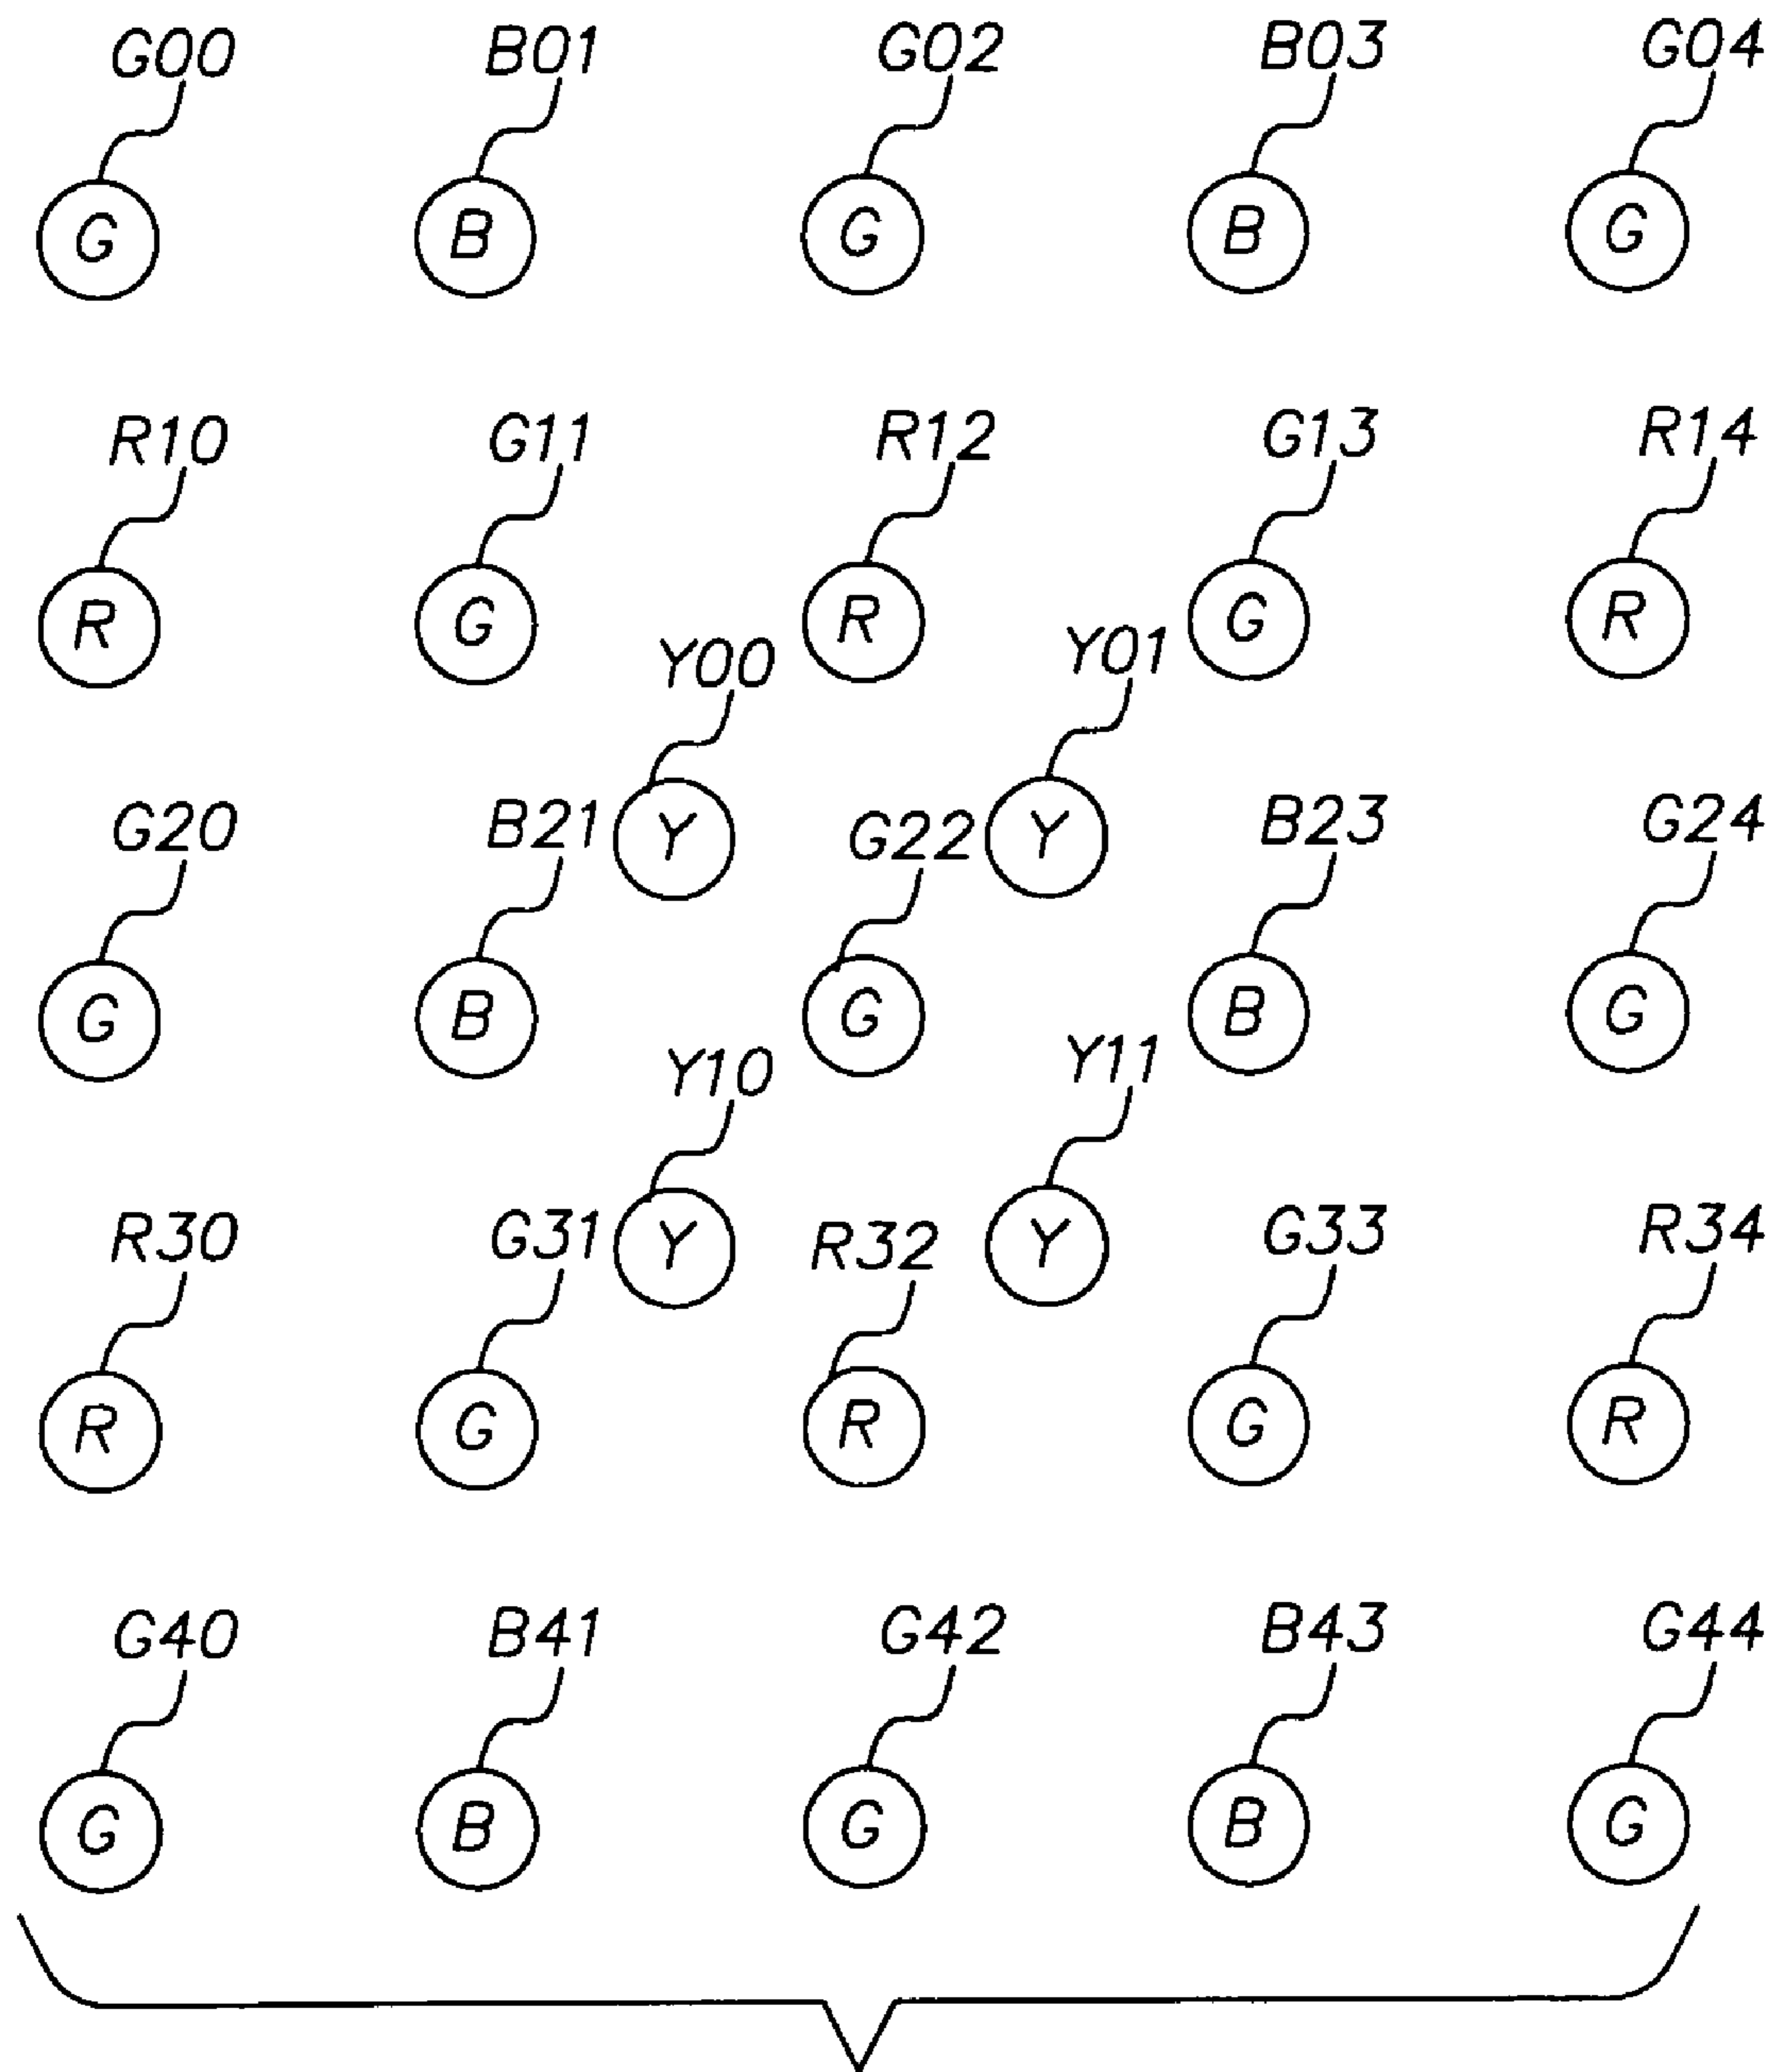 G00 B01 G02 B03 G04
G B G B G
R10 G11 R12 G13 R14
R G R G R
Y00 Y01
Y Y
G20 B21 G22 B23 G24
G B G B G
Y10 Y11
Y Y
R30 G31 R32 G33 R34
R G R G R
G40 B41 G42 B43 G44
G B G B G